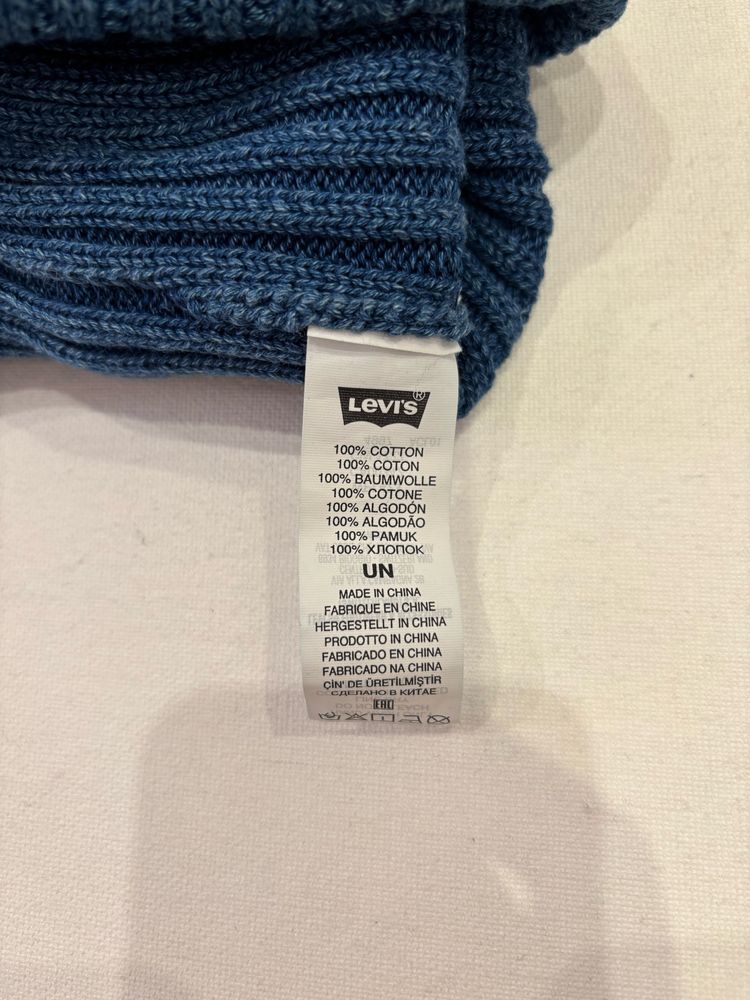 Levi's®
100% COTTON
100% COTON
100% BAUMWOLLE
100% COTONE
100% ALGODÓN
100% ALGODÃO
100% PAMUK
100% ХЛОПОК
UN
MADE IN CHINA
FABRIQUE EN CHINE
HERGESTELLT IN CHINA
PRODOTTO IN CHINA
FABRICADO EN CHINA
FABRICADO NA CHINA
ÇİN' DE ÜRETİLMİŞTİR
СДЕЛАНО В КИТАЕ
EAC